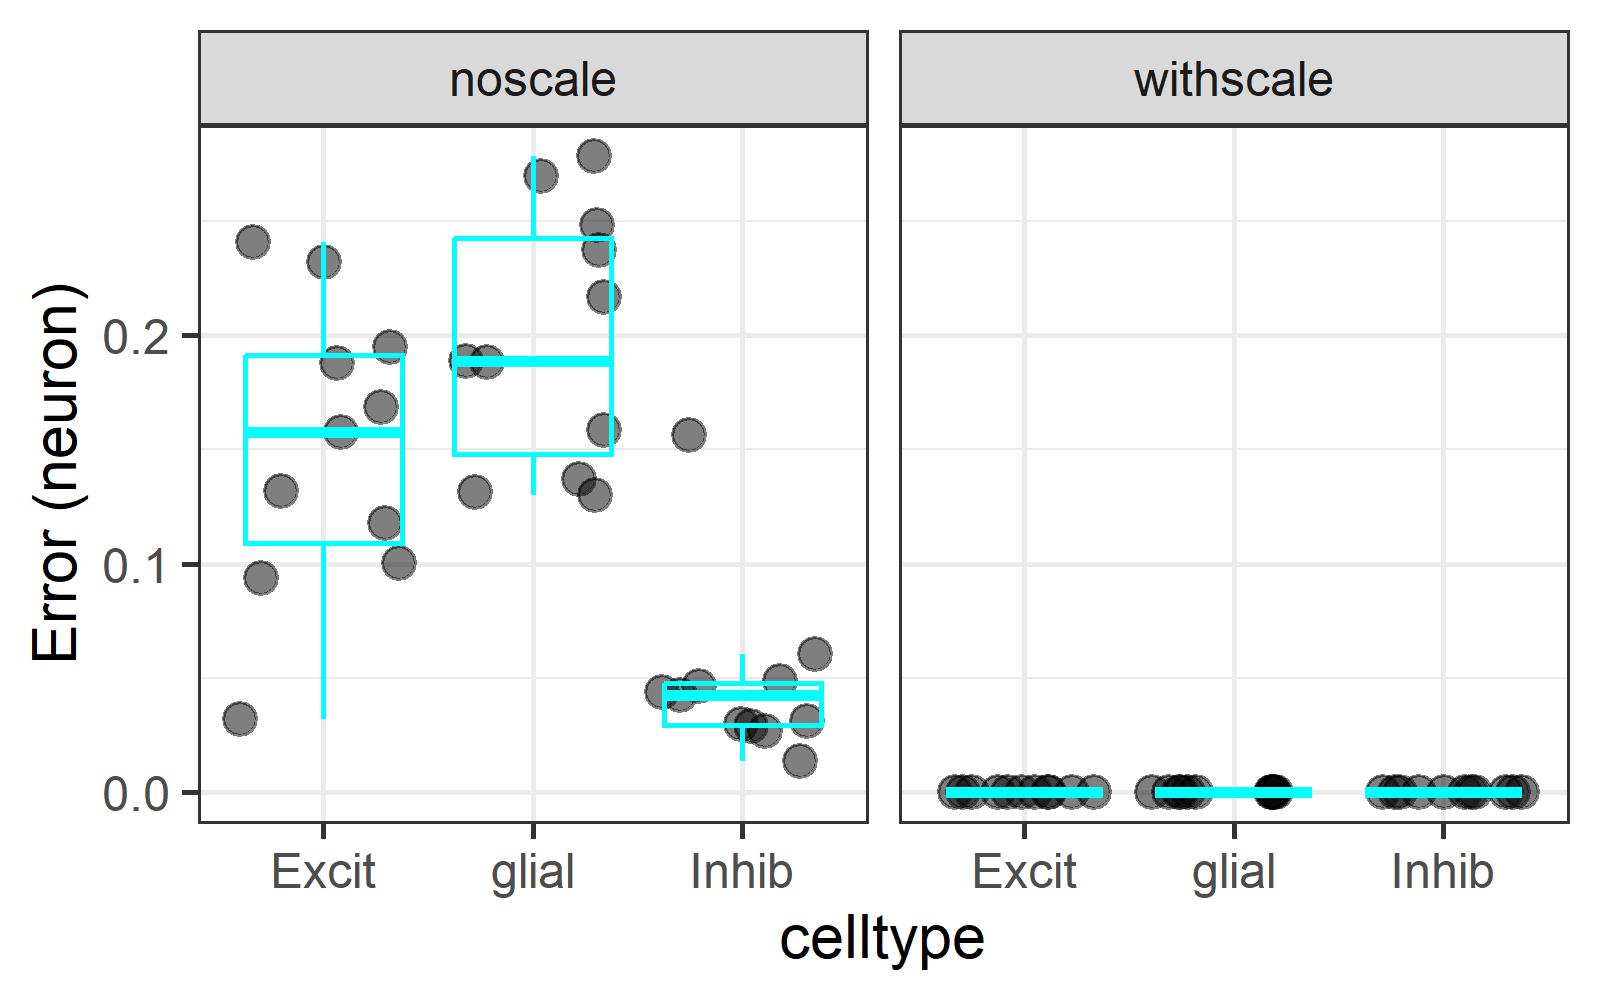 noscale
withscale
Error (neuron)
0.2
0.1
0.0
Excit
glial
Inhib
Excit
glial
Inhib
celltype